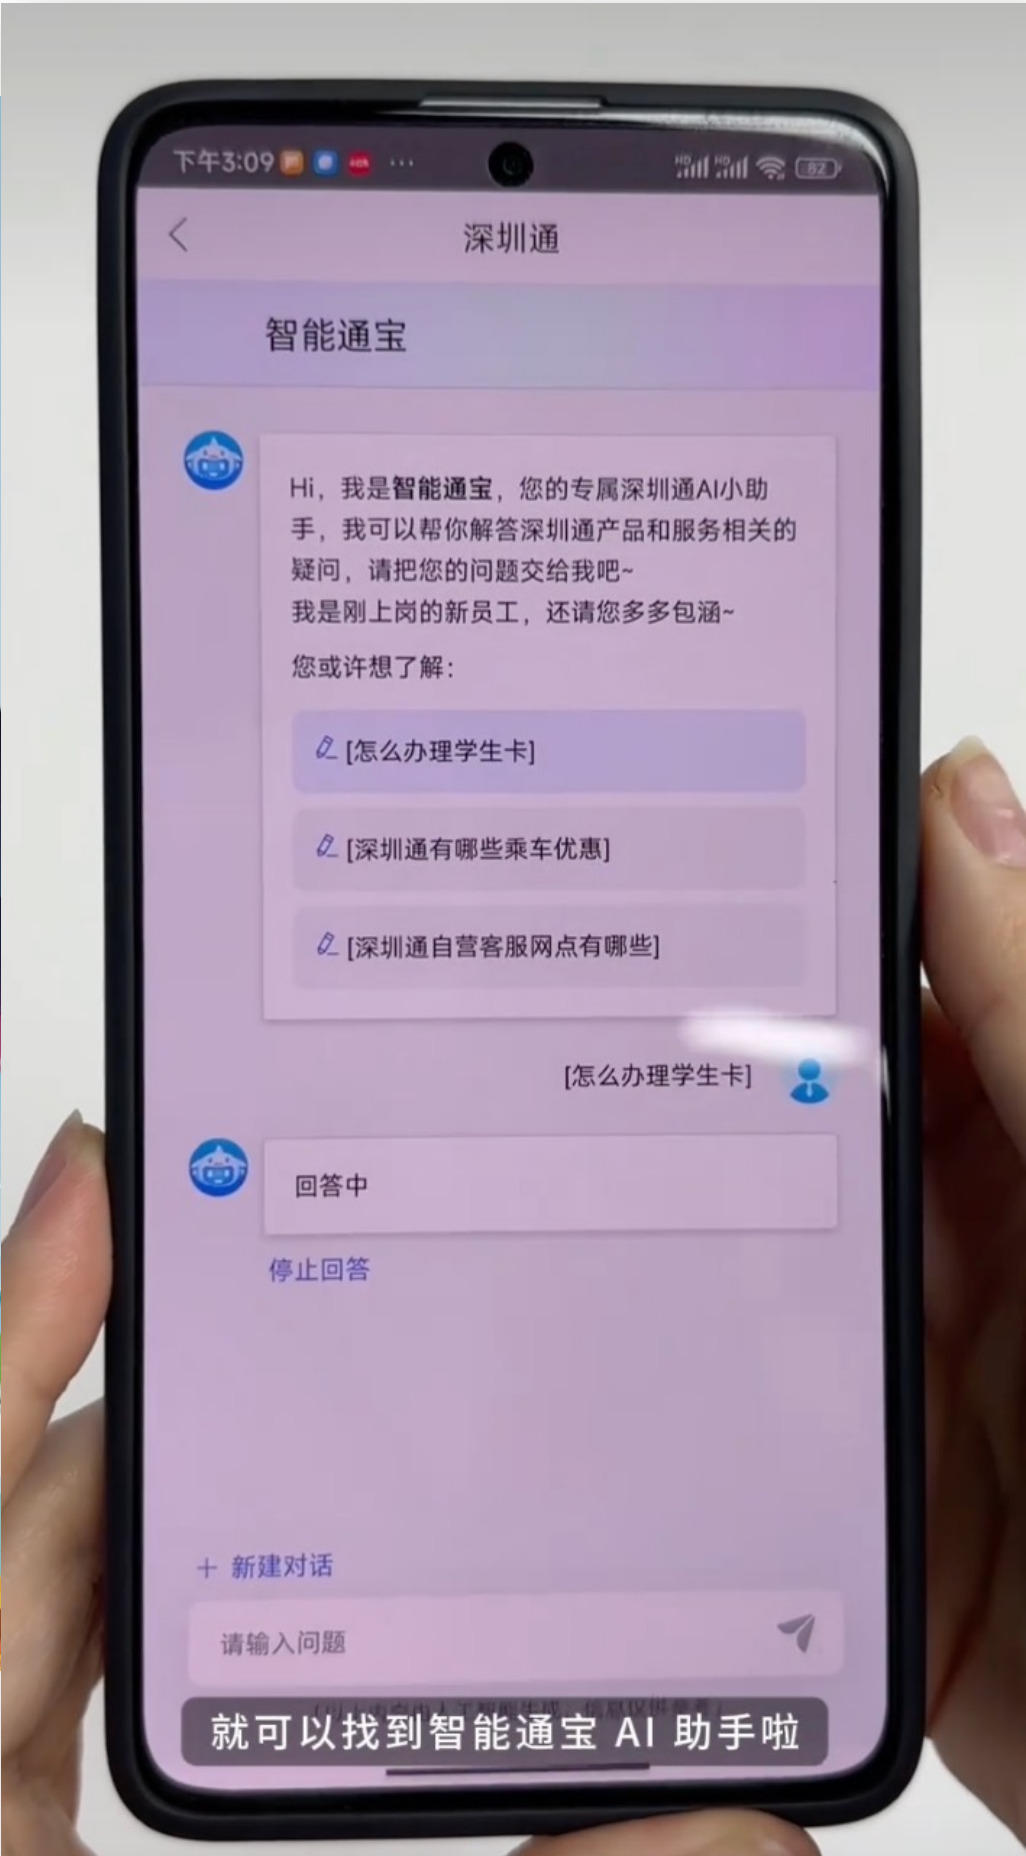 下午3:09
HD HD 82
深圳通
智能通宝
Hi，我是智能通宝，您的专属深圳通AI小助
手，我可以帮你解答深圳通产品和服务相关的
疑问，请把您的问题交给我吧~
我是刚上岗的新员工，还请您多多包涵~
您或许想了解：
[怎么办理学生卡]
[深圳通有哪些乘车优惠]
[深圳通自营客服网点有哪些]
[怎么办理学生卡]
回答中
停止回答
+ 新建对话
请输入问题
就可以找到智能通宝 AI 助手啦